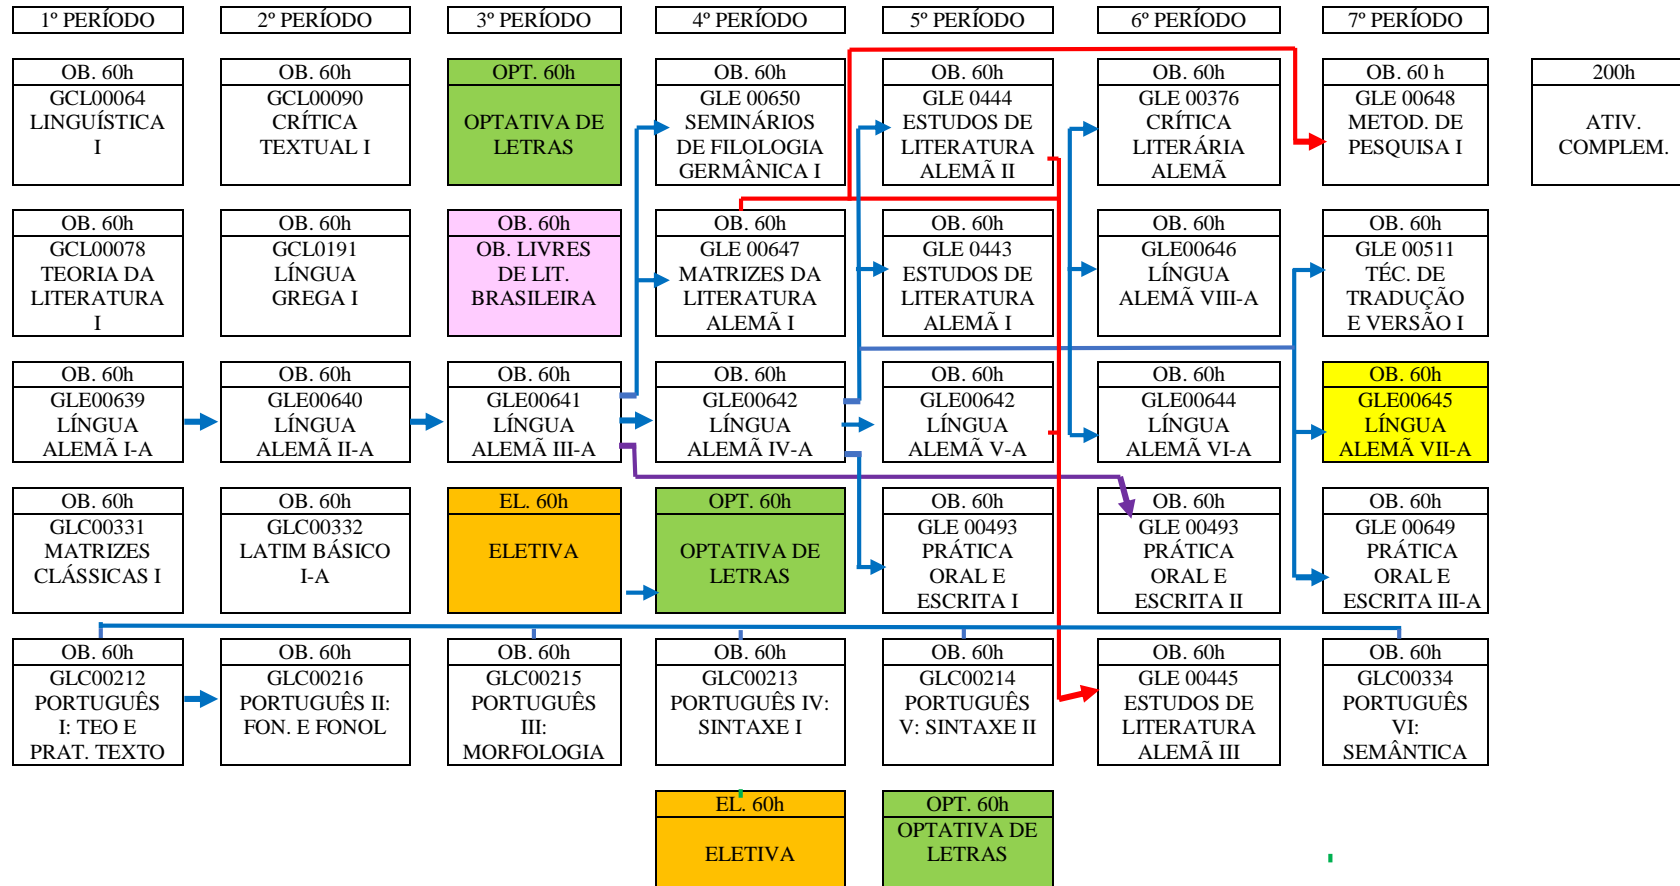 1º PERÍODO
2º PERÍODO
3º PERÍODO
4º PERÍODO
5º PERÍODO
6º PERÍODO
7º PERÍODO
OB. 60h
GCL00064
LINGUÍSTICA
I
OB. 60h
GCL00090
CRÍTICA
TEXTUAL I
OPT. 60h
OPTATIVA DE
LETRAS
OB. 60h
GLE 00650
SEMINÁRIOS
DE FILOLOGIA
GERMÂNICA I
OB. 60h
GLE 0444
ESTUDOS DE
LITERATURA
ALEMÃ II
OB. 60h
GLE 00376
CRÍTICA
LITERÁRIA
ALEMÃ
OB. 60 h
GLE 00648
METOD. DE
PESQUISA I
200h
ATIV.
COMPLEM.
OB. 60h
GCL00078
TEORIA DA
LITERATURA
I
OB. 60h
GCL0191
LÍNGUA
GREGA I
OB. 60h
OB. LIVRES
DE LIT.
BRASILEIRA
OB. 60h
GLE 00647
MATRIZES DA
LITERATURA
ALEMÃ I
OB. 60h
GLE 0443
ESTUDOS DE
LITERATURA
ALEMÃ I
OB. 60h
GLE00646
LÍNGUA
ALEMÃ VIII-A
OB. 60h
GLE 00511
TÉC. DE
TRADUÇÃO
E VERSÃO I
OB. 60h
GLE00639
LÍNGUA
ALEMÃ I-A
OB. 60h
GLE00640
LÍNGUA
ALEMÃ II-A
OB. 60h
GLE00641
LÍNGUA
ALEMÃ III-A
OB. 60h
GLE00642
LÍNGUA
ALEMÃ IV-A
OB. 60h
GLE00642
LÍNGUA
ALEMÃ V-A
OB. 60h
GLE00644
LÍNGUA
ALEMÃ VI-A
OB. 60h
GLE00645
LÍNGUA
ALEMÃ VII-A
OB. 60h
GLC00331
MATRIZES
CLÁSSICAS I
OB. 60h
GLC00332
LATIM BÁSICO
I-A
EL. 60h
ELETIVA
OPT. 60h
OPTATIVA DE
LETRAS
OB. 60h
GLE 00493
PRÁTICA
ORAL E
ESCRITA I
OB. 60h
GLE 00493
PRÁTICA
ORAL E
ESCRITA II
OB. 60h
GLE 00649
PRÁTICA
ORAL E
ESCRITA III-A
OB. 60h
GLC00212
PORTUGUÊS
I: TEO E
PRAT. TEXTO
OB. 60h
GLC00216
PORTUGUÊS II:
FON. E FONOL
OB. 60h
GLC00215
PORTUGUÊS
III:
MORFOLOGIA
OB. 60h
GLC00213
PORTUGUÊS IV:
SINTAXE I
OB. 60h
GLC00214
PORTUGUÊS
V: SINTAXE II
OB. 60h
GLE 00445
ESTUDOS DE
LITERATURA
ALEMÃ III
OB. 60h
GLC00334
PORTUGUÊS
VI:
SEMÂNTICA
EL. 60h
ELETIVA
OPT. 60h
OPTATIVA DE
LETRAS